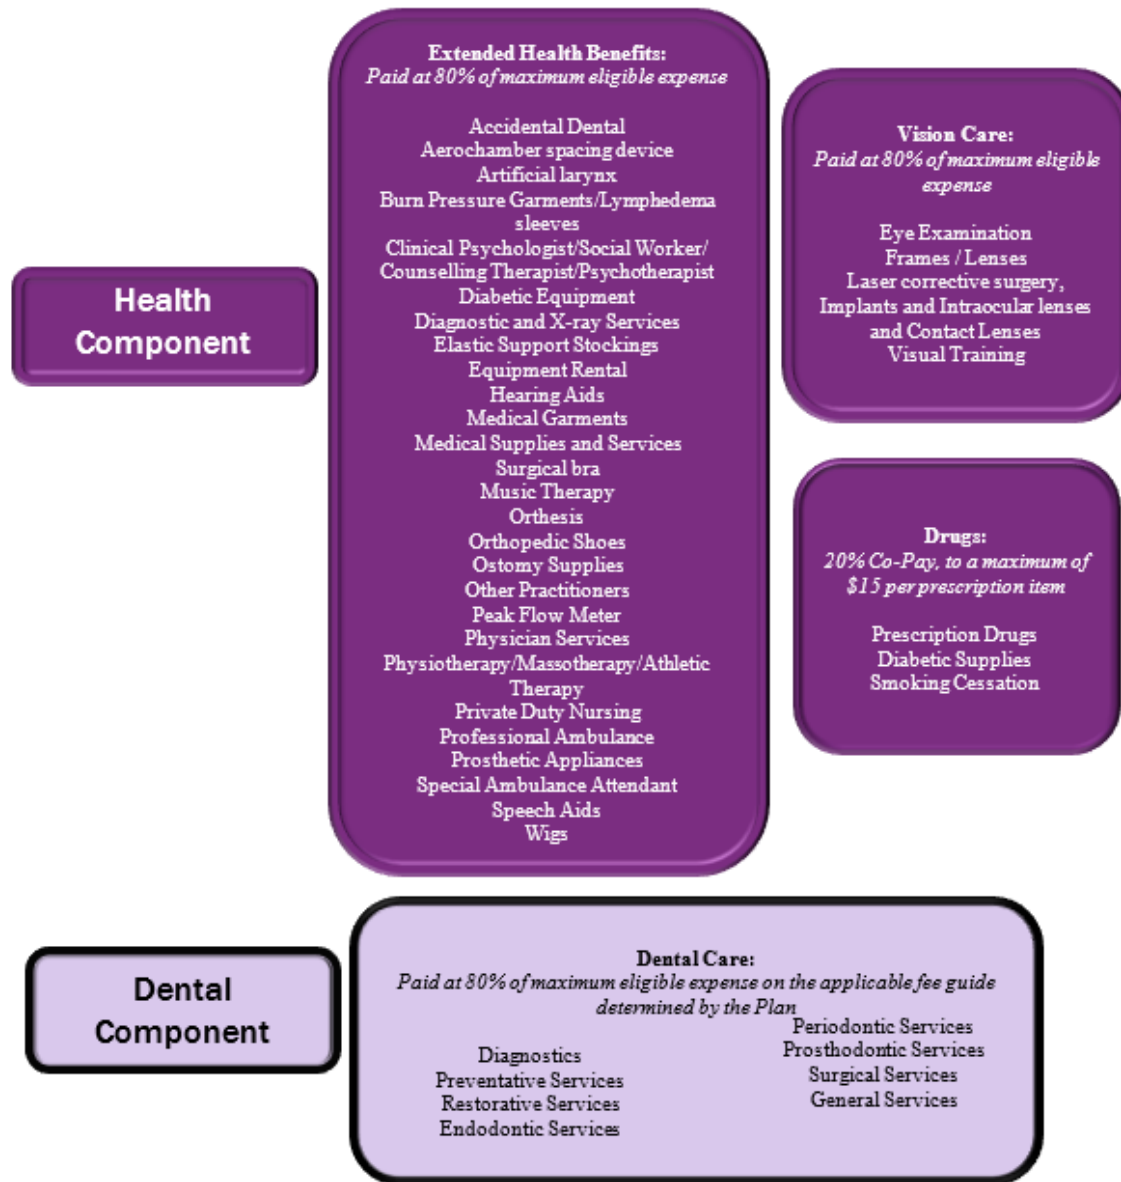 Health
Component
Extended Health Benefits:
Paid at 80% of maximum eligible expense
Accidental Dental
Aerochamber spacing device
Artificial larynx
Burn Pressure Garments/Lymphedema
sleeves
Clinical Psychologist/Social Worker/
Counselling Therapist/Psychotherapist
Diabetic Equipment
Diagnostic and X-ray Services
Elastic Support Stockings
Equipment Rental
Hearing Aids
Medical Garments
Medical Supplies and Services
Surgical bra
Music Therapy
Orthesis
Orthopedic Shoes
Ostomy Supplies
Other Practitioners
Peak Flow Meter
Physician Services
Physiotherapy/Massotherapy/Athletic
Therapy
Private Duty Nursing
Professional Ambulance
Prosthetic Appliances
Special Ambulance Attendant
Speech Aids
Wigs
Vision Care:
Paid at 80% of maximum eligible
expense
Eye Examination
Frames / Lenses
Laser corrective surgery,
Implants and Intraocular lenses
and Contact Lenses
Visual Training
Drugs:
20% Co-Pay, to a maximum of
$15 per prescription item
Prescription Drugs
Diabetic Supplies
Smoking Cessation
Dental
Component
Dental Care:
Paid at 80% of maximum eligible expense on the applicable fee guide
determined by the Plan
Diagnostics
Preventative Services
Restorative Services
Endodontic Services
Periodontic Services
Prosthodontic Services
Surgical Services
General Services